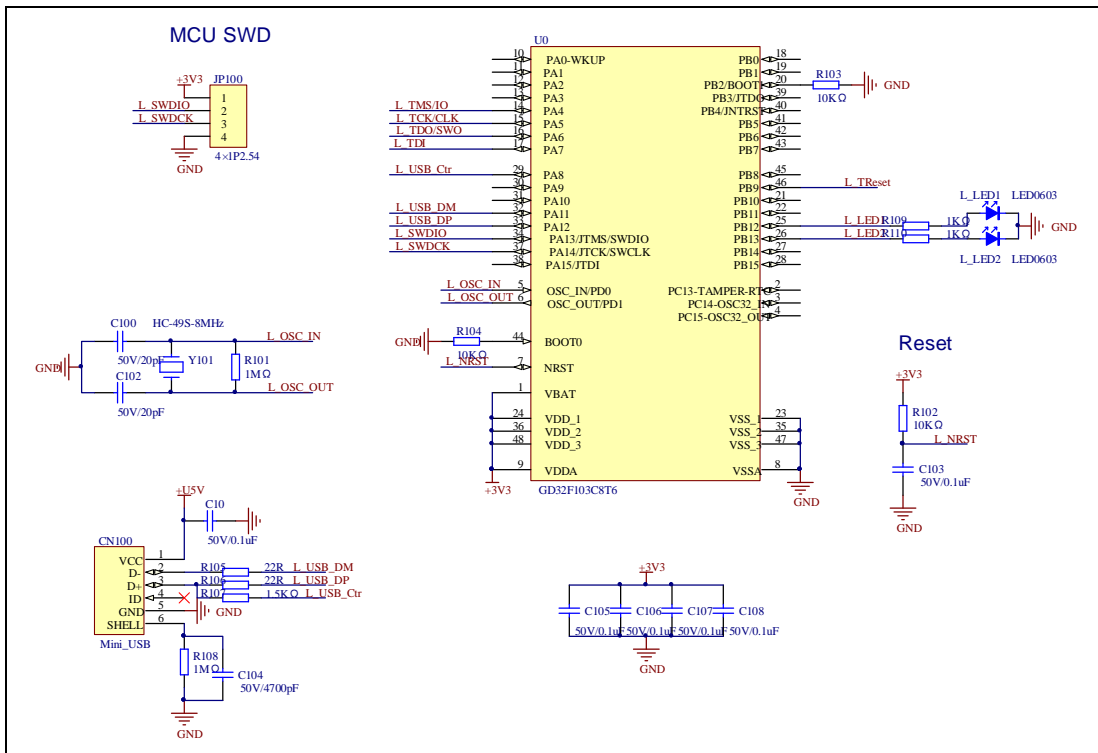 MCU SWD
+3V3
JP100
1
L_SWDIO 2
L_SWDCK 3
4
GND
4×1P2.54
U0
10 PA0-WKUP PB0 18
11 PA1 PB1 19
12 PA2 PB2/BOOT1 20 R103 GND
13 PA3 PB3/JTDO 39 10KΩ
L_TMS/IO 14 PA4 PB4/JNTRST 40
L_TCK/CLK 15 PA5 PB5 41
L_TDO/SWO 16 PA6 PB6 42
L_TDI 17 PA7 PB7 43
L_USB_Ctr 29 PA8 PB8 45
30 PA9 PB9 46 L_TReset
31 PA10 PB10 21
L_USB_DM 32 PA11 PB11 22
L_USB_DP 33 PA12 PB12 25 L_LED1 R109 1KΩ
L_SWDIO 34 PA13/JTMS/SWDIO PB13 26 L_LED2 R110 1KΩ
L_SWDCK 37 PA14/JTCK/SWCLK PB14 27
38 PA15/JTDI PB15 28
L_LED1 LED0603
GND
L_LED2 LED0603
L_OSC_IN 5 OSC_IN/PD0 PC13-TAMPER-RTC 2
L_OSC_OUT 6 OSC_OUT/PD1 PC14-OSC32_IN 3
PC15-OSC32_OUT 4
GND R104 44 BOOT0
10KΩ
L_NRST 7 NRST
1 VBAT
24 VDD_1 VSS_1 23
36 VDD_2 VSS_2 35
48 VDD_3 VSS_3 47
9 VDDA VSSA 8
+3V3 GD32F103C8T6 GND
C100 HC-49S-8MHz
L_OSC_IN
50V/20pF Y101 R101
GND C102 1MΩ
L_OSC_OUT
50V/20pF
Reset
+3V3
R102
10KΩ
L_NRST
C103
50V/0.1uF
GND
+U5V
C10
50V/0.1uF
CN100
VCC 1
D- 2 R105 22R L_USB_DM
D+ 3 R106 22R L_USB_DP
ID 4 R107 1.5KΩ L_USB_Ctr
GND 5 GND
SHELL 6
Mini_USB
R108
1MΩ C104
50V/4700pF
GND
+3V3
C105 C106 C107 C108
50V/0.1uF 50V/0.1uF 50V/0.1uF 50V/0.1uF
GND